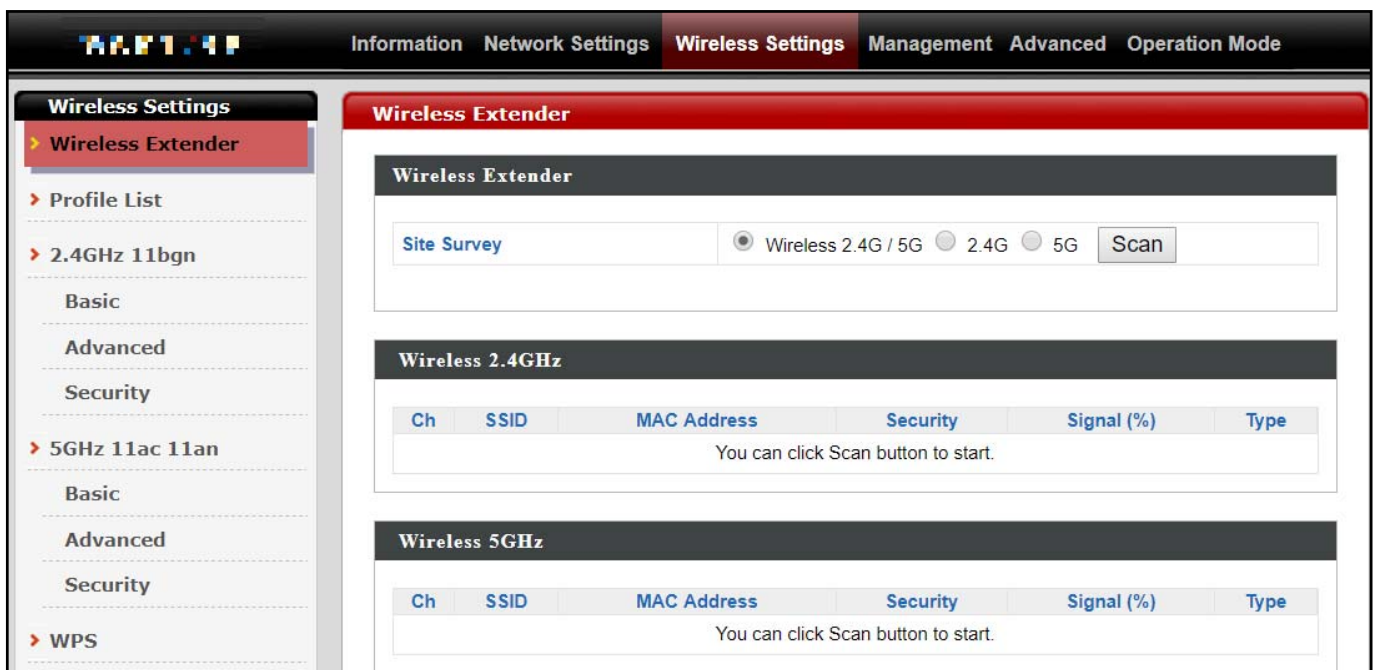 Information Network Settings Wireless Settings Management Advanced Operation Mode
Wireless Settings
Wireless Extender
Profile List
2.4GHz 11bgn
Basic
Advanced
Security
5GHz 11ac 11an
Basic
Advanced
Security
WPS
Wireless Extender
Wireless Extender
Site Survey Wireless 2.4G / 5G 2.4G 5G Scan
Wireless 2.4GHz
Ch SSID MAC Address Security Signal (%) Type
You can click Scan button to start.
Wireless 5GHz
Ch SSID MAC Address Security Signal (%) Type
You can click Scan button to start.